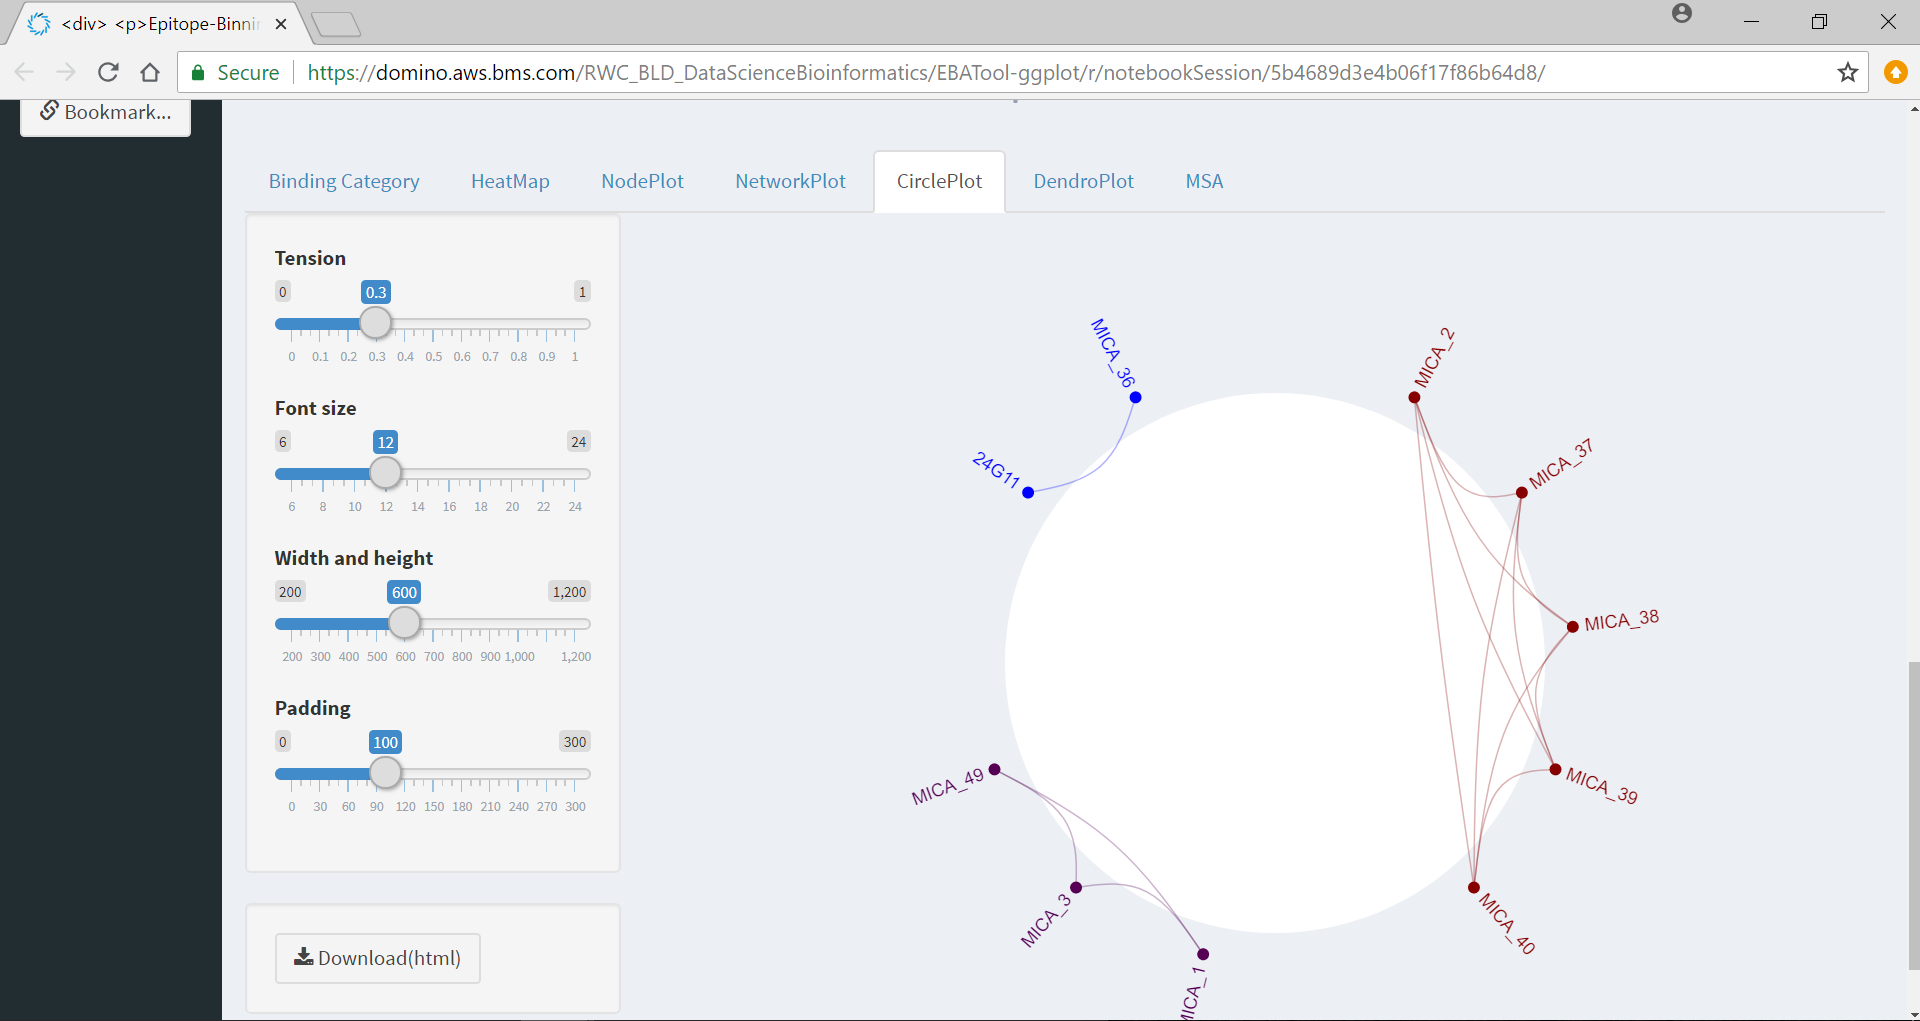 <div> <p>Epitope-Binni
Secure https://domino.aws.bms.com/RWC_BLD_DataScienceBioinformatics/EBATool-ggplot/r/notebookSession/5b4689d3e4b06f17f86b64d8/
Bookmark...
Binding Category HeatMap NodePlot NetworkPlot CirclePlot DendroPlot MSA
Tension
0 0.3 1
0 0.1 0.2 0.3 0.4 0.5 0.6 0.7 0.8 0.9 1
Font size
6 12 24
6 8 10 12 14 16 18 20 22 24
Width and height
200 600 1,200
200 300 400 500 600 700 800 900 1,000 1,200
Padding
0 100 300
0 30 60 90 120 150 180 210 240 270 300
Download(html)
MICA_36
MICA_2
24G11
MICA_37
MICA_38
MICA_49
MICA_39
MICA_3
MICA_40
MICA_1